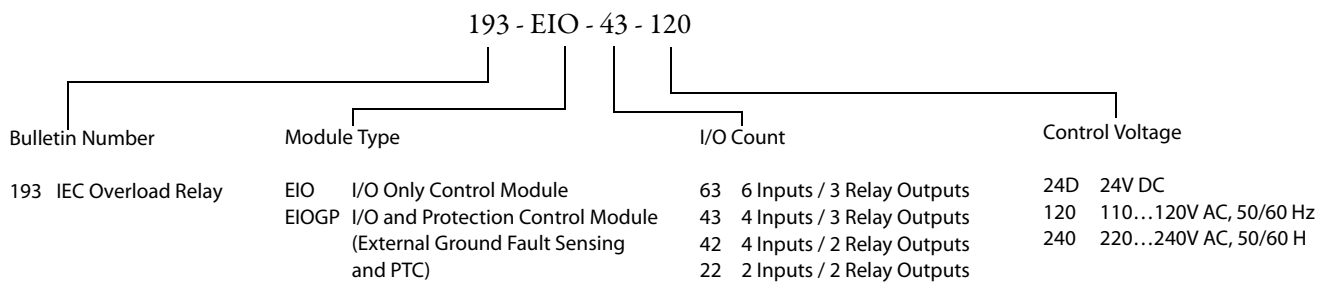 193 - EIO - 43 - 120
Bulletin Number
193 IEC Overload Relay
Module Type
EIO I/O Only Control Module
EIOGP I/O and Protection Control Module
(External Ground Fault Sensing
and PTC)
I/O Count
63 6 Inputs / 3 Relay Outputs
43 4 Inputs / 3 Relay Outputs
42 4 Inputs / 2 Relay Outputs
22 2 Inputs / 2 Relay Outputs
Control Voltage
24D 24V DC
120 110…120V AC, 50/60 Hz
240 220…240V AC, 50/60 H